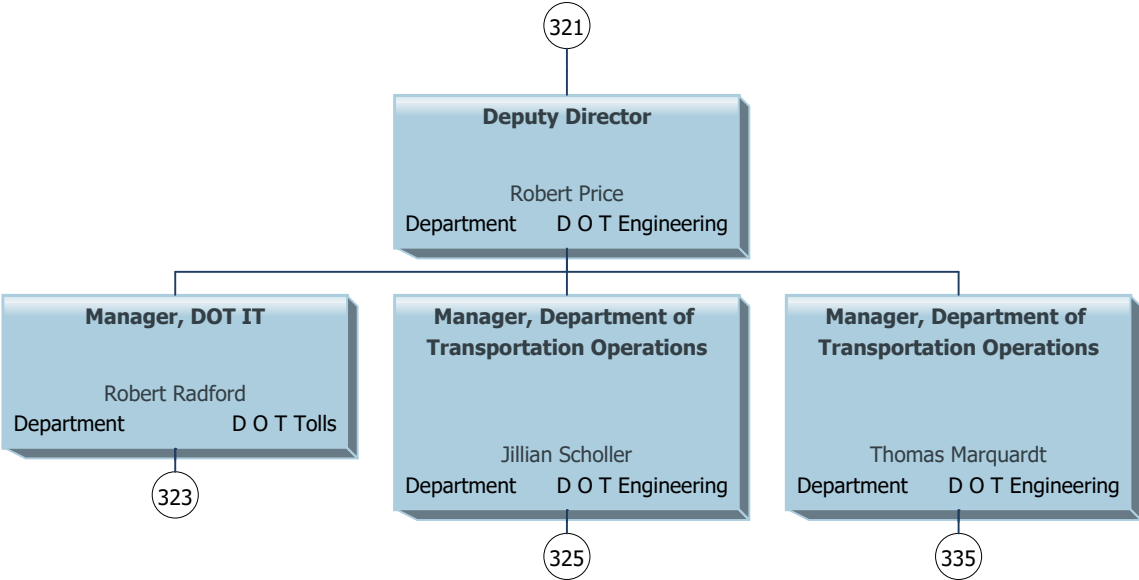 321
Deputy Director
Robert Price
Department D O T Engineering
Manager, DOT IT
Robert Radford
Department D O T Tolls
323
Manager, Department of
Transportation Operations
Jillian Scholler
Department D O T Engineering
325
Manager, Department of
Transportation Operations
Thomas Marquardt
Department D O T Engineering
335